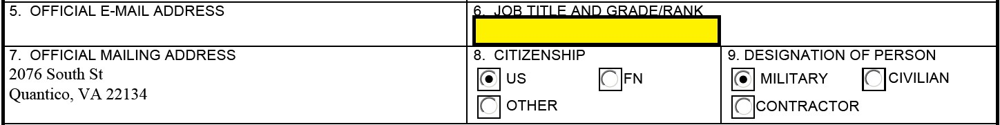 5. OFFICIAL E-MAIL ADDRESS
6. JOB TITLE AND GRADE/RANK
7. OFFICIAL MAILING ADDRESS
2076 South St
Quantico, VA 22134
8. CITIZENSHIP
US FN
OTHER
9. DESIGNATION OF PERSON
MILITARY CIVILIAN
CONTRACTOR